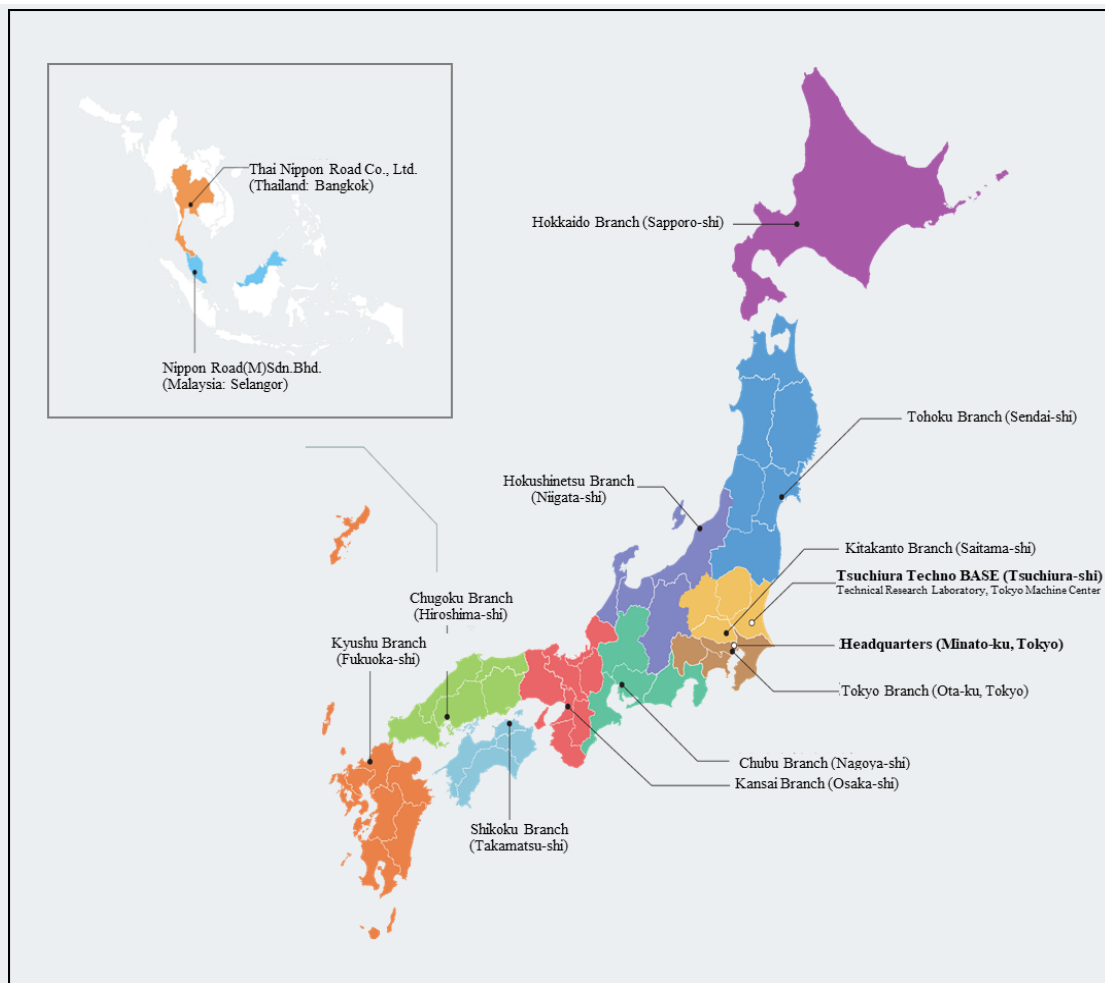 Thai Nippon Road Co., Ltd.
(Thailand: Bangkok)
Nippon Road(M)Sdn.Bhd.
(Malaysia: Selangor)
Hokkaido Branch (Sapporo-shi)
Tohoku Branch (Sendai-shi)
Hokushinetsu Branch
(Niigata-shi)
Kitakanto Branch (Saitama-shi)
Tsuchiura Techno BASE (Tsuchiura-shi)
Technical Research Laboratory, Tokyo Machine Center
Chugoku Branch
(Hiroshima-shi)
Kyushu Branch
(Fukuoka-shi)
Headquarters (Minato-ku, Tokyo)
Tokyo Branch (Ota-ku, Tokyo)
Chubu Branch (Nagoya-shi)
Kansai Branch (Osaka-shi)
Shikoku Branch
(Takamatsu-shi)